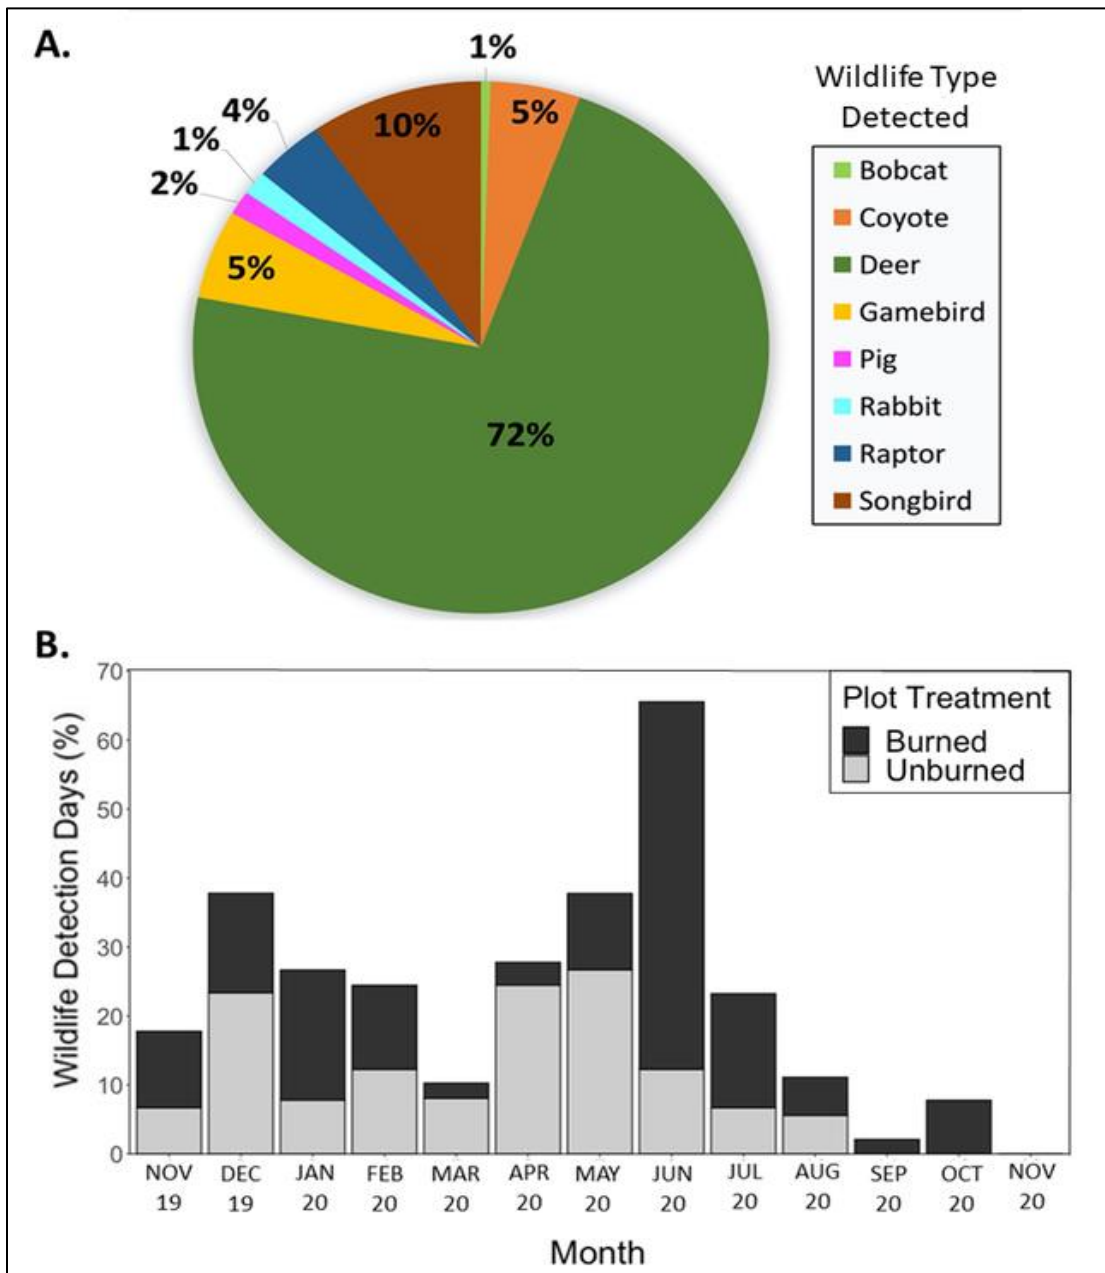 A.
1%
5%
10%
4%
1%
2%
5%
72%
Wildlife Type
Detected
Bobcat
Coyote
Deer
Gamebird
Pig
Rabbit
Raptor
Songbird
B.
Wildlife Detection Days (%)
70
60
50
40
30
20
10
0
Plot Treatment
Burned
Unburned
NOV DEC JAN FEB MAR APR MAY JUN JUL AUG SEP OCT NOV
19 19 20 20 20 20 20 20 20 20 20 20 20
Month